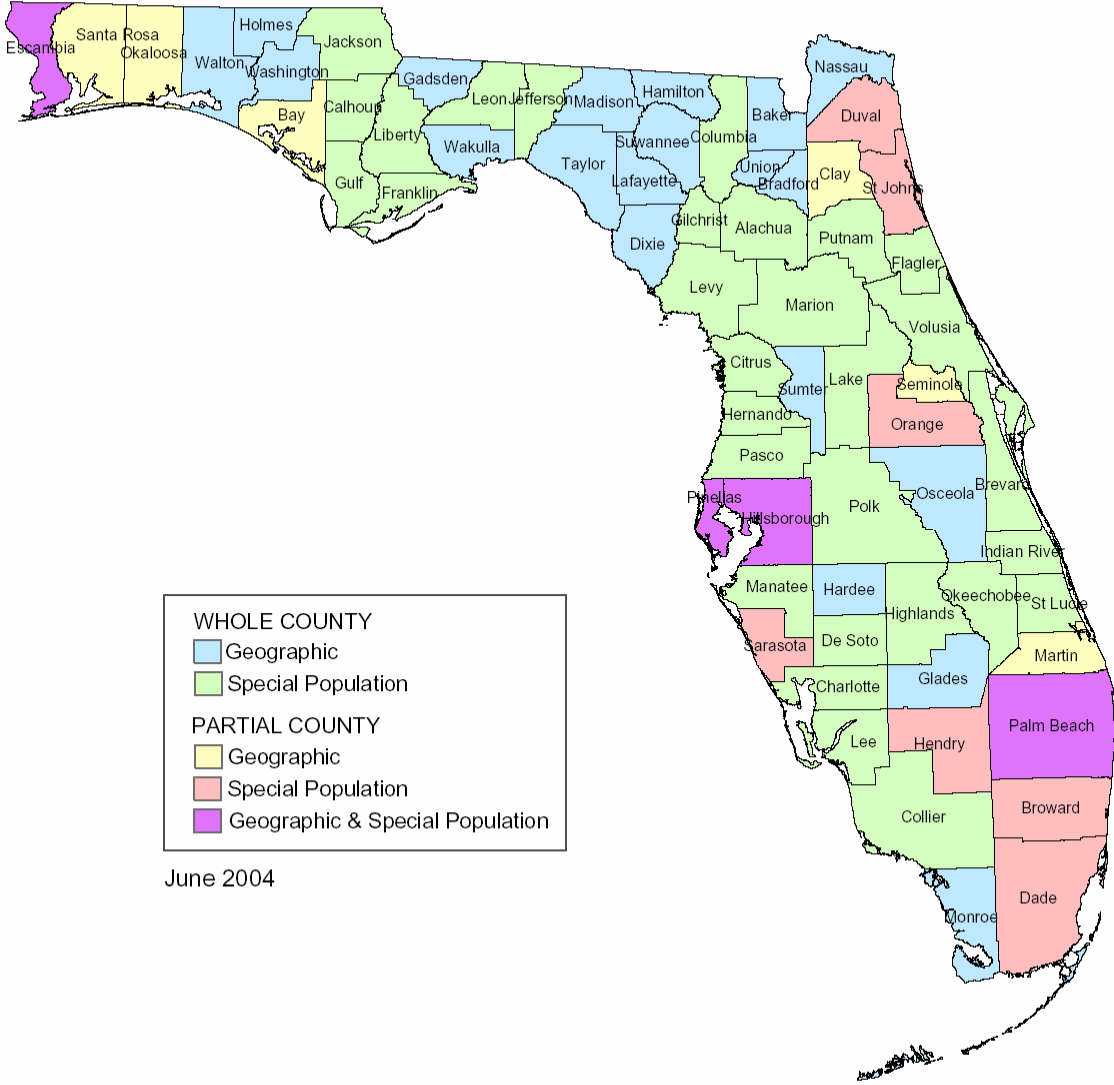 Holmes
Santa Rosa
Jackson
Escambia
Okaloosa
Walton
Washington
Nassau
Gadsden
Hamilton
Leon
Jefferson
Madison
Calhoun
Bay
Baker
Duval
Liberty
Columbia
Suwannee
Wakulla
Taylor
Union
Clay
Lafayette
Bradford
Gulf
Franklin
St Johns
Gilchrist
Alachua
Putnam
Dixie
Flagler
Levy
Marion
Volusia
Citrus
Lake
Seminole
Sumter
Hernando
Orange
Pasco
Brevard
Osceola
Pinellas
Polk
Hillsborough
Indian River
Manatee
Hardee
Okeechobee
St Lucie
Highlands
De Soto
Sarasota
Martin
Glades
Charlotte
Palm Beach
Lee
Hendry
Broward
Collier
Dade
Monroe
WHOLE COUNTY
Geographic
Special Population
PARTIAL COUNTY
Geographic
Special Population
Geographic & Special Population
June 2004